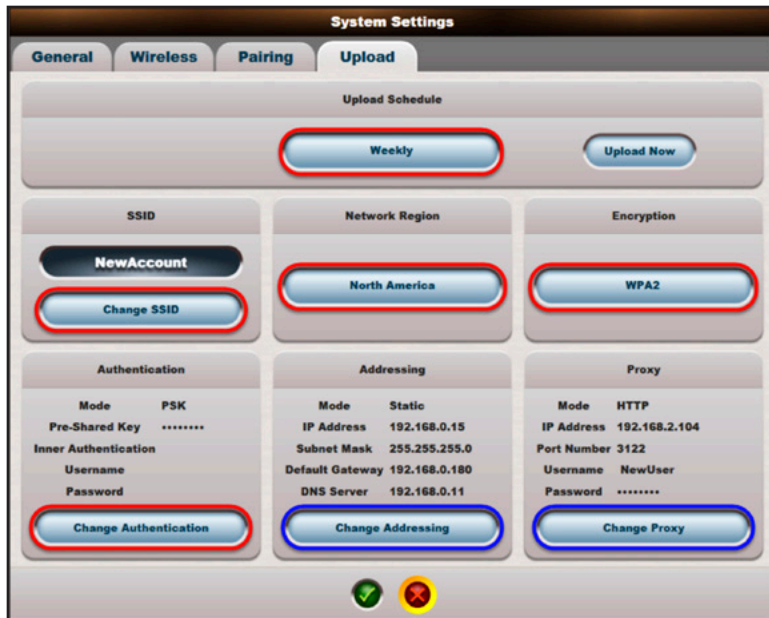 System Settings
General Wireless Pairing Upload
Upload Schedule
Weekly Upload Now
SSID Network Region Encryption
NewAccount
North America WPA2
Change SSID
Authentication Addressing Proxy
Mode PSK Mode Static Mode HTTP
Pre-Shared Key •••••••• IP Address 192.168.0.15 IP Address 192.168.2.104
Inner Authentication Subnet Mask 255.255.255.0 Port Number 3122
Username Default Gateway 192.168.0.180 Username NewUser
Password DNS Server 192.168.0.11 Password ••••••••
Change Authentication Change Addressing Change Proxy